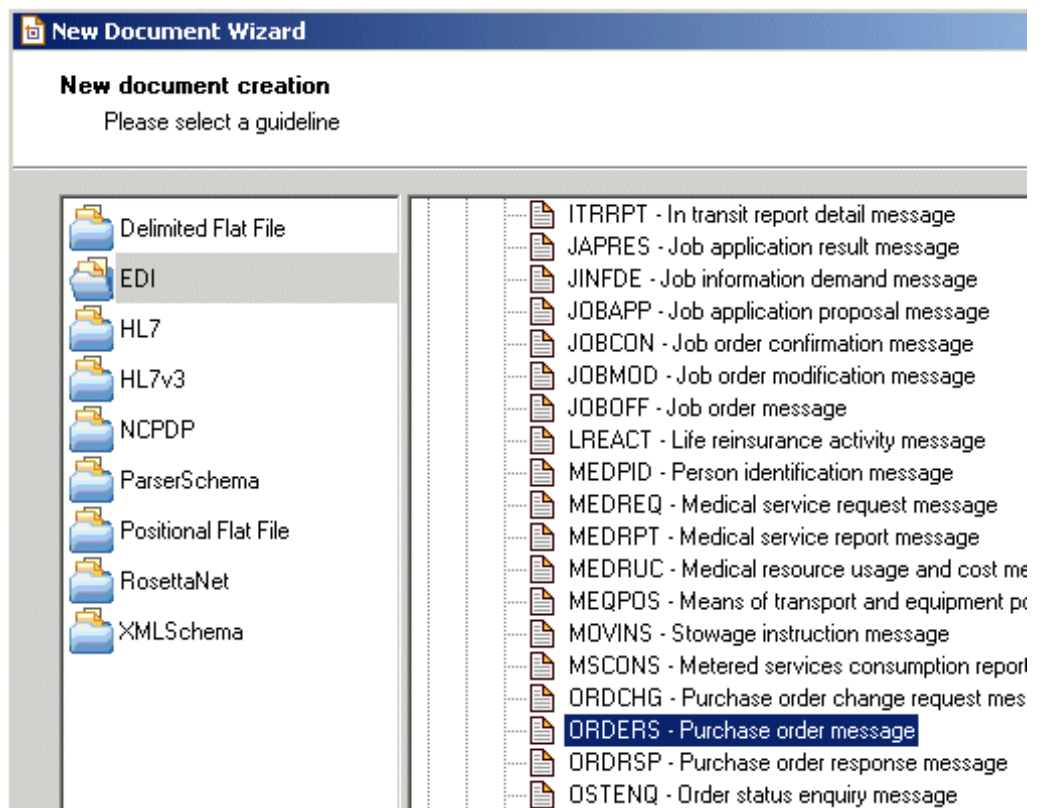 New Document Wizard
New document creation
Please select a guideline
Delimited Flat File
EDI
HL7
HL7v3
NCPDP
ParserSchema
Positional Flat File
RosettaNet
XMLSchema
ITRRPT - In transit report detail message
JAPRES - Job application result message
JINFDE - Job information demand message
JOBAPP - Job application proposal message
JOBCON - Job order confirmation message
JOBMOD - Job order modification message
JOBOFF - Job order message
LREACT - Life reinsurance activity message
MEDPID - Person identification message
MEDREQ - Medical service request message
MEDRPT - Medical service report message
MEDRUC - Medical resource usage and cost me
MEQPOS - Means of transport and equipment po
MOVINS - Stowage instruction message
MSCONS - Metered services consumption report
ORDCHG - Purchase order change request mes
ORDERS - Purchase order message
ORDRSP - Purchase order response message
OSTENQ - Order status enquiry message